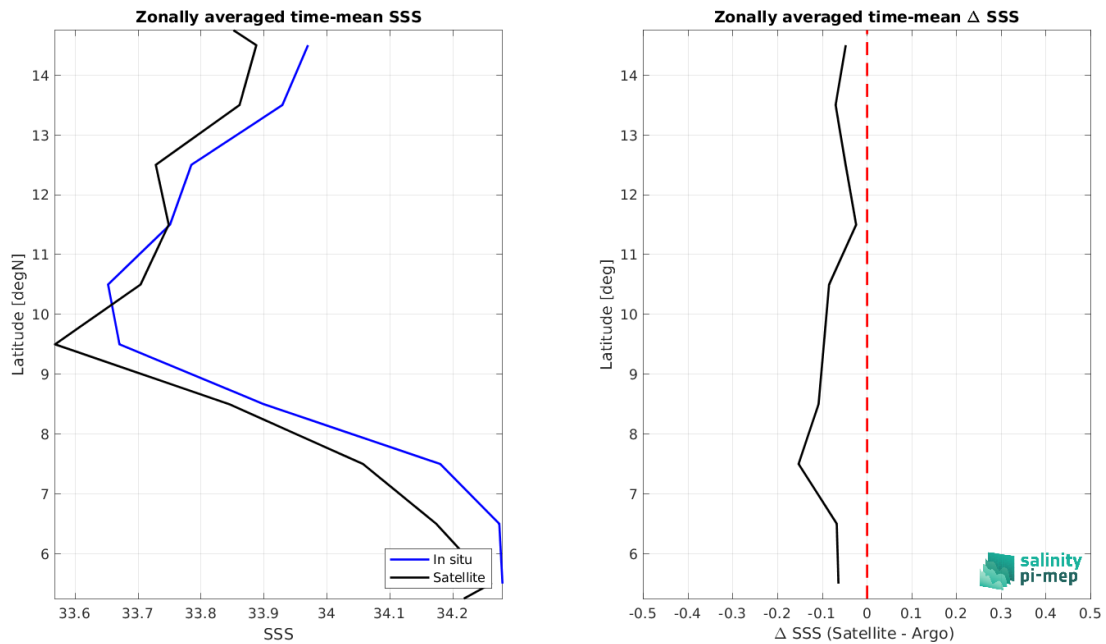 Zonally averaged time-mean SSS
Latitude [degN]
14
13
12
11
10
9
8
7
6
33.6 33.7 33.8 33.9 34 34.1 34.2
SSS
In situ
Satellite
Zonally averaged time-mean Δ SSS
Latitude [deg]
14
13
12
11
10
9
8
7
6
-0.5 -0.4 -0.3 -0.2 -0.1 0 0.1 0.2 0.3 0.4 0.5
Δ SSS (Satellite - Argo)
salinity
pi-mep